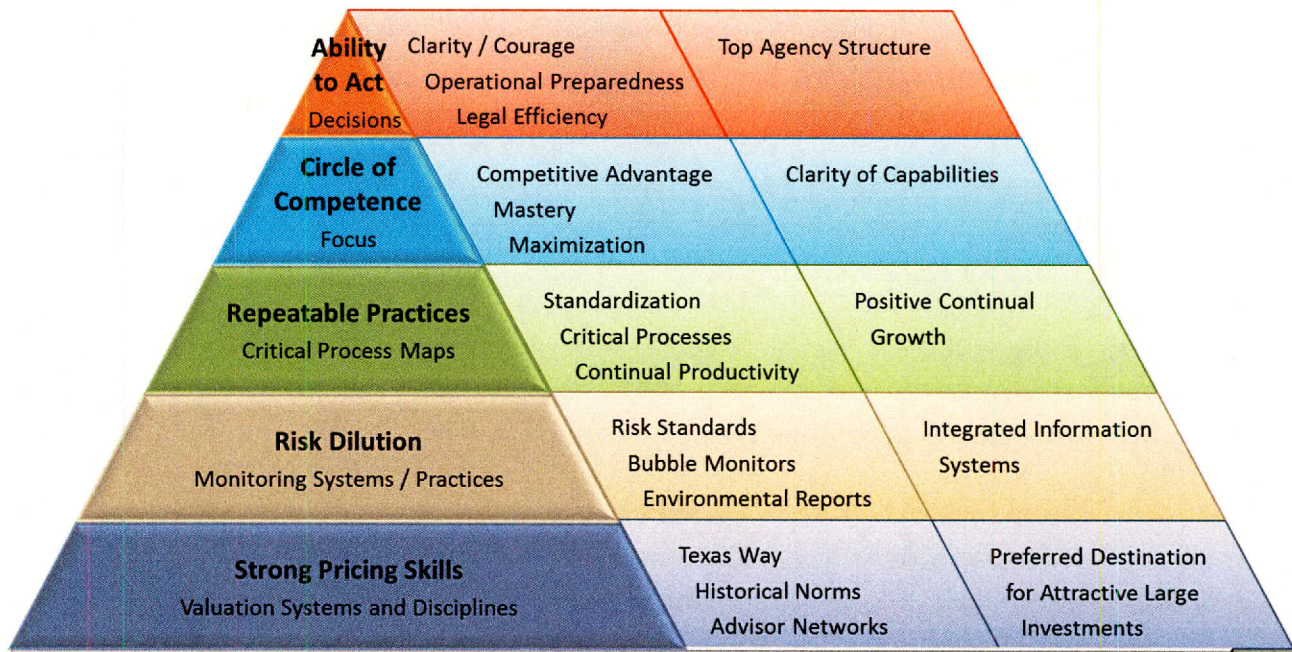 Ability
to Act
Decisions
Clarity / Courage
Operational Preparedness
Legal Efficiency
Top Agency Structure
Circle of
Competence
Focus
Competitive Advantage
Mastery
Maximization
Clarity of Capabilities
Repeatable Practices
Critical Process Maps
Standardization
Critical Processes
Continual Productivity
Positive Continual
Growth
Risk Dilution
Monitoring Systems / Practices
Risk Standards
Bubble Monitors
Environmental Reports
Integrated Information
Systems
Strong Pricing Skills
Valuation Systems and Disciplines
Texas Way
Historical Norms
Advisor Networks
Preferred Destination
for Attractive Large
Investments